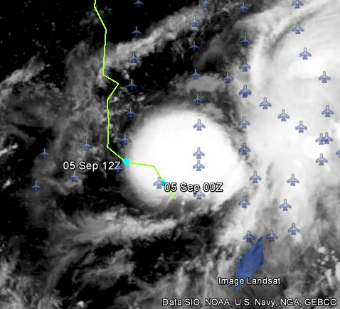 05 Sep 12Z
05 Sep 00Z
Image Landsat
Data SIO, NOAA, U.S. Navy, NGA, GEBCO